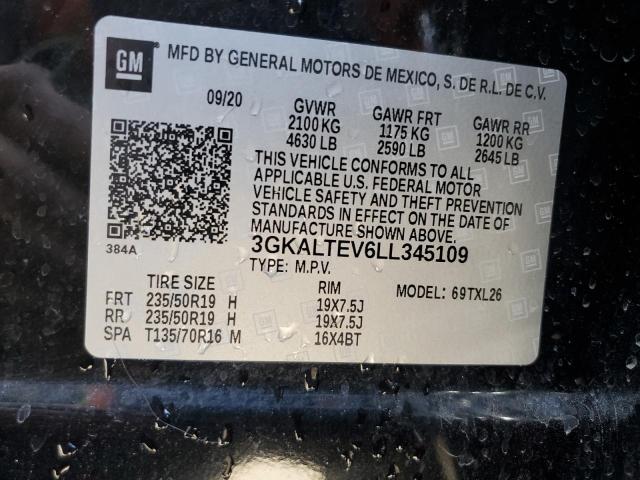 GM
MFD BY GENERAL MOTORS DE MEXICO, S. DE R.L. DE C.V.
09/20 GVWR GAWR FRT GAWR RR
2100 KG 1175 KG 1200 KG
4630 LB 2590 LB 2645 LB
THIS VEHICLE CONFORMS TO ALL
APPLICABLE U.S. FEDERAL MOTOR
VEHICLE SAFETY AND THEFT PREVENTION
STANDARDS IN EFFECT ON THE DATE OF
MANUFACTURE SHOWN ABOVE.
384A
3GKALTEV6LL345109
TYPE: M.P.V. MODEL: 69TXL26
TIRE SIZE RIM
FRT 235/50R19 H 19X7.5J
RR 235/50R19 H 19X7.5J
SPA T135/70R16 M 16X4BT